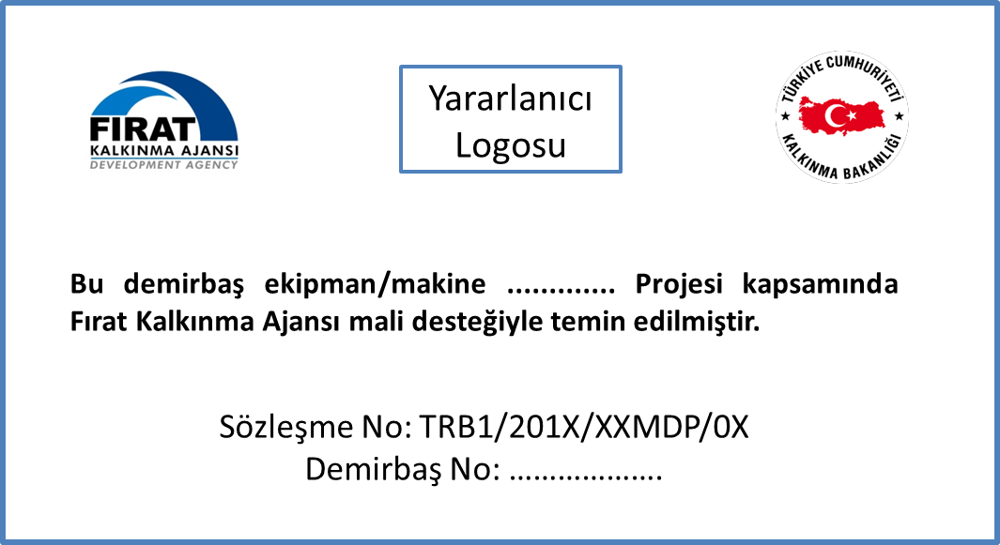 FIRAT
KALKINMA AJANSI
DEVELOPMENT AGENCY
Yararlanıcı
Logosu
TÜRKİYE CUMHURİYETİ
KALKINMA BAKANLIĞI
Bu demirbaş ekipman/makine ............. Projesi kapsamında
Fırat Kalkınma Ajansı mali desteğiyle temin edilmiştir.
Sözleşme No: TRB1/201X/XXMDP/0X
Demirbaş No: ……………….